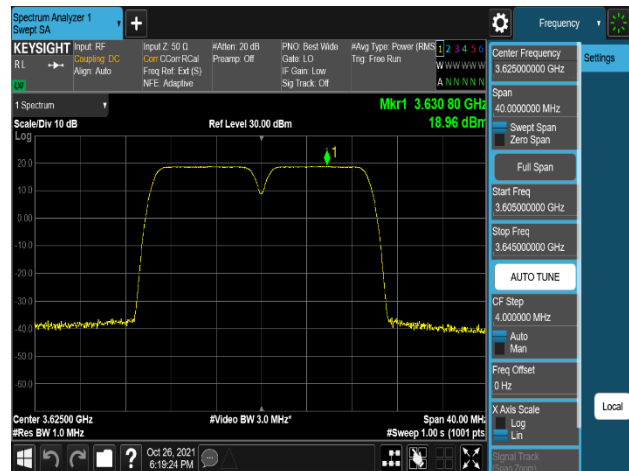 Spectrum Analyzer 1
Swept SA
Frequency
KEYSIGHT
RL
Input: RF
Coupling: DC
Align: Auto
Input Z: 50 Ω
Corr CCorr RCal
Freq Ref: Ext (S)
NFE: Adaptive
#Atten: 20 dB
Preamp: Off
PNO: Best Wide
Gate: LO
IF Gain: Low
Sig Track: Off
#Avg Type: Power (RMS
Trig: Free Run
1 2 3 4 5 6
W W W W W W
A N N N N N
1 Spectrum
Scale/Div 10 dB
Ref Level 30.00 dBm
Mkr1 3.630 80 GHz
18.96 dBm
Log
1
20.0
10.0
0.00
-10.0
-20.0
-30.0
-40.0
-50.0
-60.0
Center 3.62500 GHz
#Res BW 1.0 MHz
#Video BW 3.0 MHz*
Span 40.00 MHz
#Sweep 1.00 s (1001 pts
Oct 26, 2021
6:19:24 PM
Center Frequency
3.625000000 GHz
Settings
Span
40.0000000 MHz
Swept Span
Zero Span
Full Span
Start Freq
3.605000000 GHz
Stop Freq
3.645000000 GHz
AUTO TUNE
CF Step
4.000000 MHz
Auto
Man
Freq Offset
0 Hz
X Axis Scale
Log
Lin
Local
Signal Track
(Span Zoom)